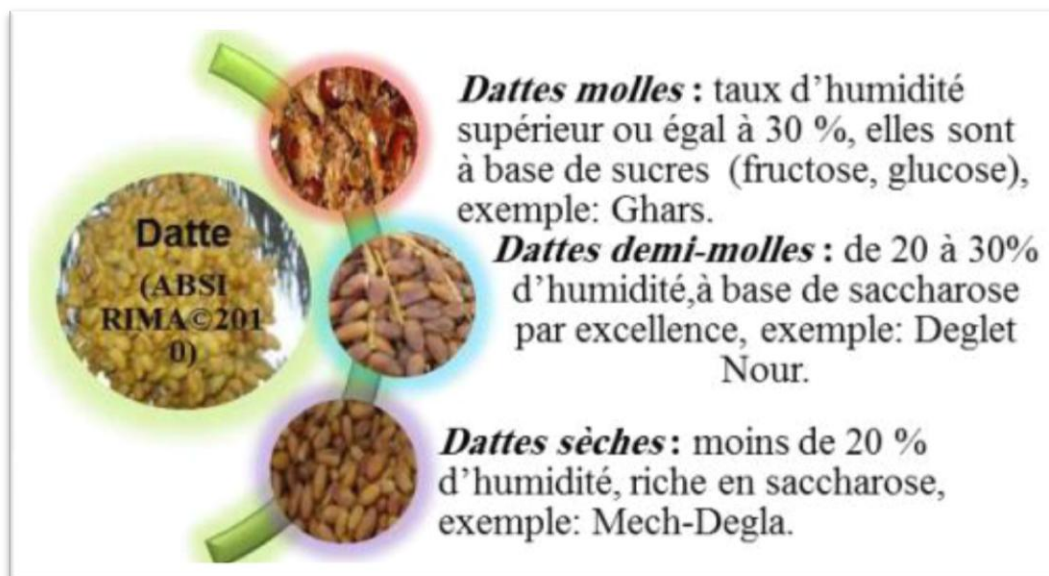 Datte
(ABSI
RIMA©201
0)
Dattes molles : taux d’humidité
supérieur ou égal à 30 %, elles sont
à base de sucres (fructose, glucose),
exemple: Ghars.
Dattes demi-molles : de 20 à 30%
d’humidité,à base de saccharose
par excellence, exemple: Deglet
Nour.
Dattes sèches : moins de 20 %
d’humidité, riche en saccharose,
exemple: Mech-Degla.